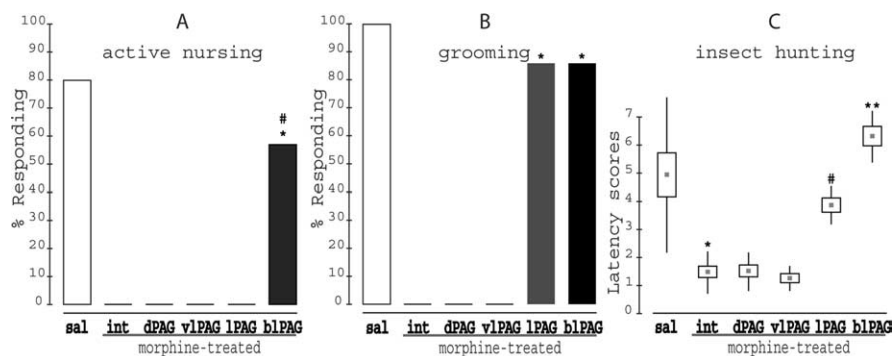 A
active nursing
% Responding
100
90
80
70
60
50
40
30
20
10
0
#
*
sal int dPAG vlPAG lPAG blPAG
morphine-treated
B
grooming
% Responding
100
90
80
70
60
50
40
30
20
10
0
* *
sal int dPAG vlPAG lPAG blPAG
morphine-treated
C
insect hunting
Latency scores
7
6
5
4
3
2
1
0
**
#
*
sal int dPAG vlPAG lPAG blPAG
morphine-treated